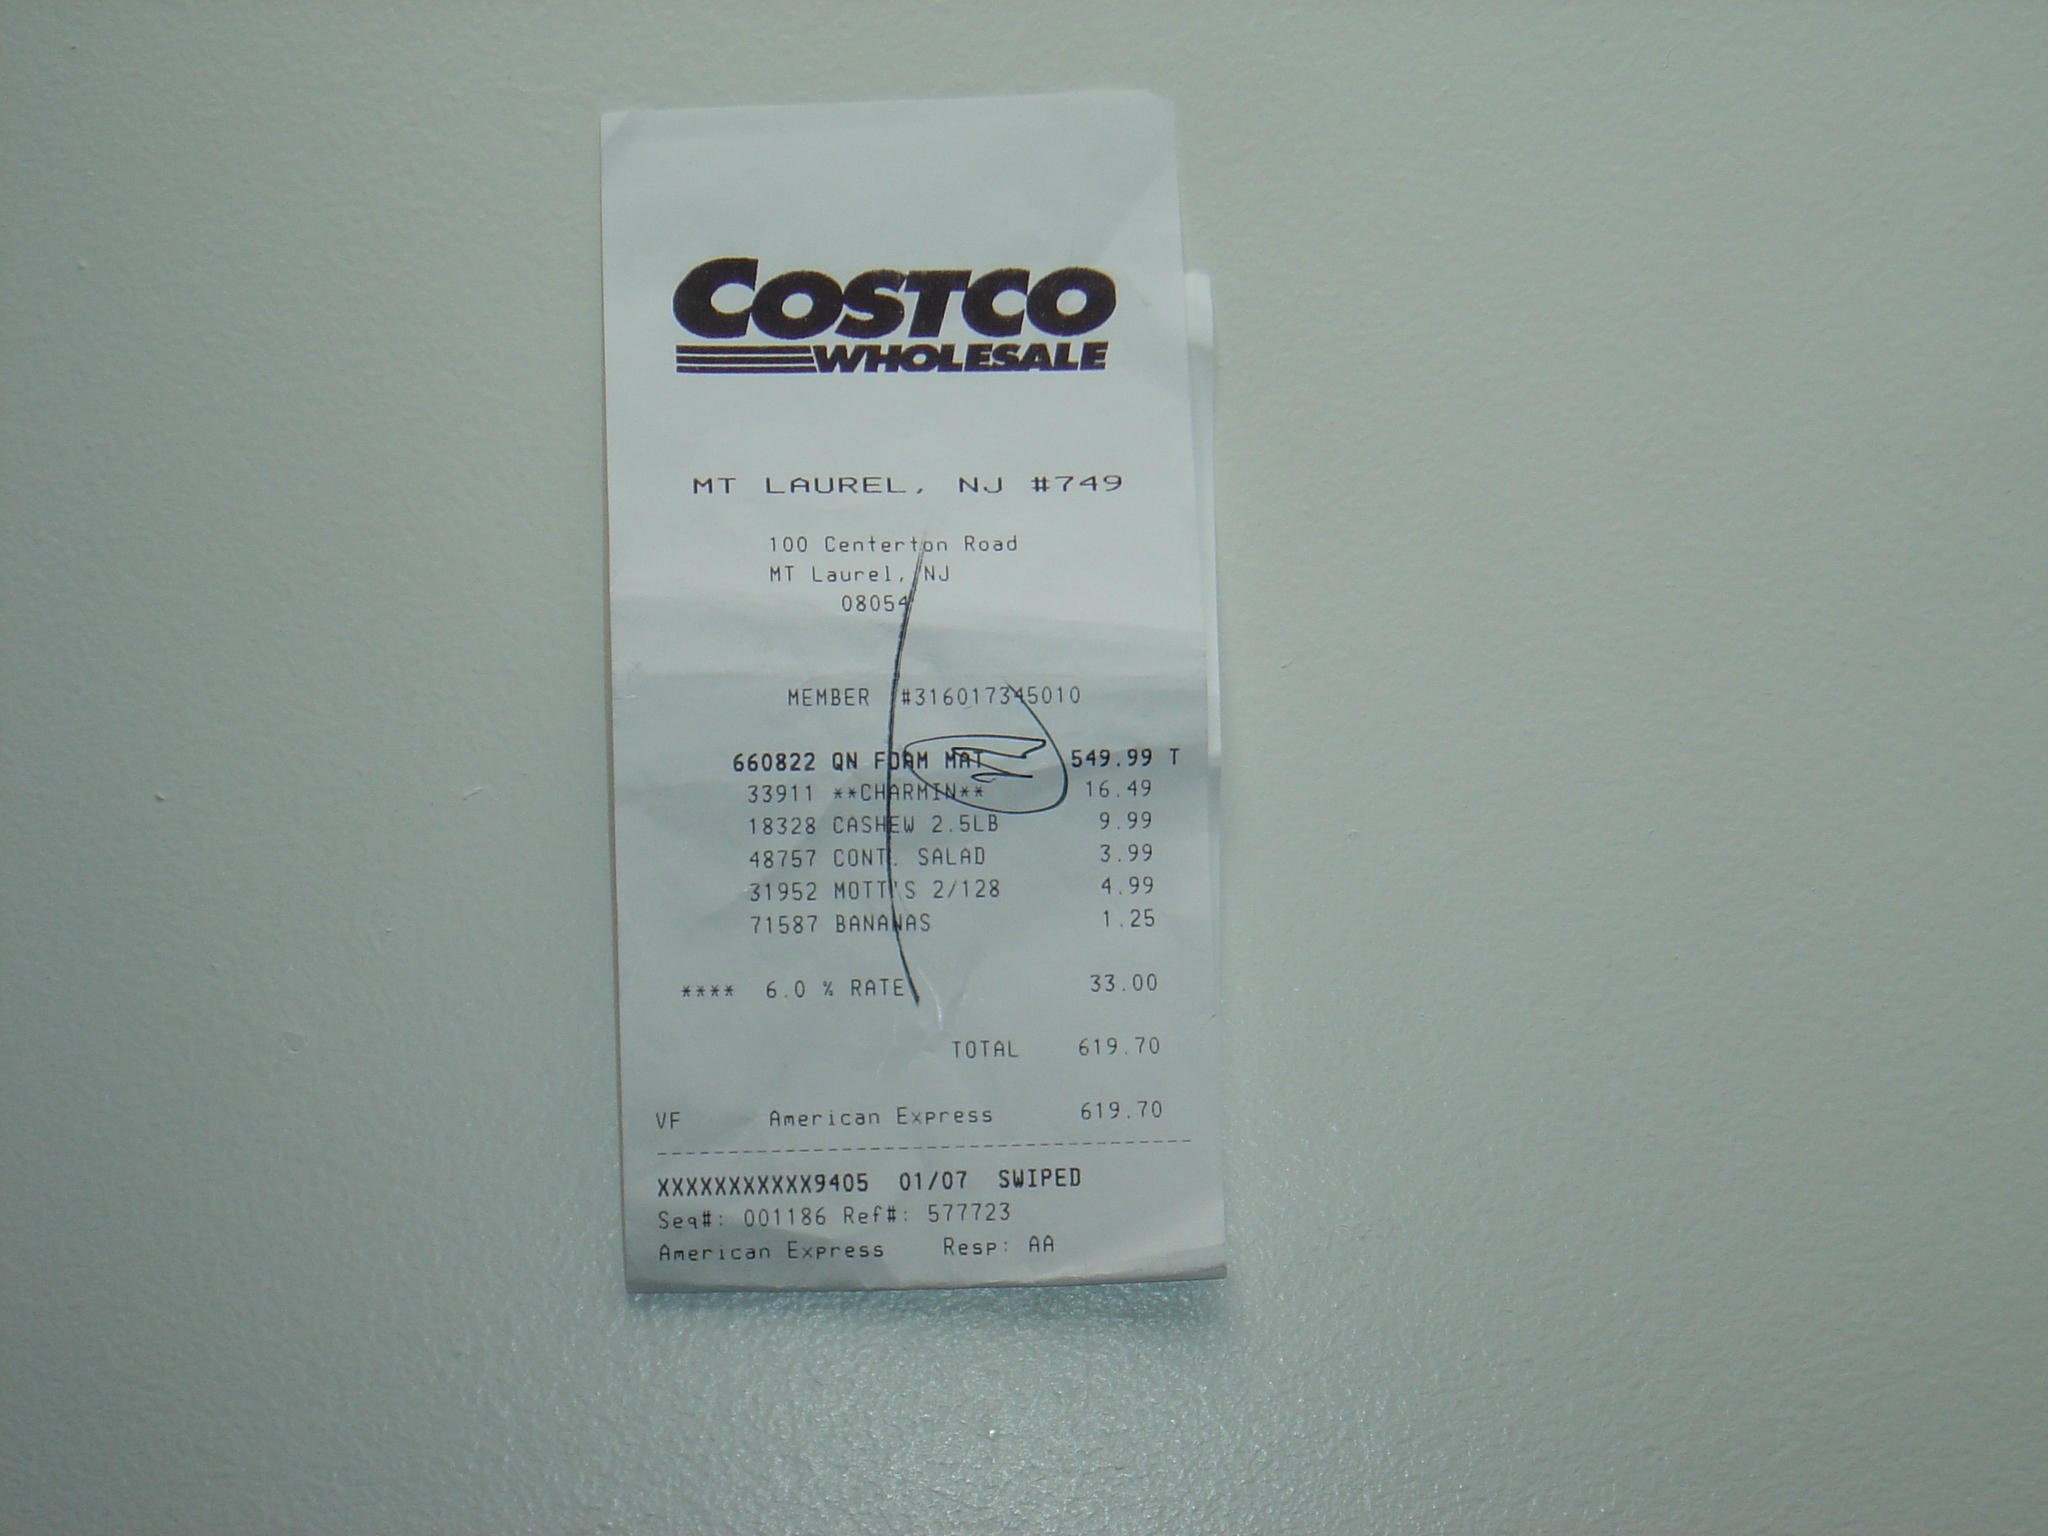 COSTCO
WHOLESALE
MT LAUREL, NJ #749
100 Centerton Road
MT Laurel, NJ
08054
MEMBER #316017345010
660822 QN FOAM MAT 549.99 T
33911 **CHARMIN** 16.49
18328 CASHEW 2.5LB 9.99
48757 CONT. SALAD 3.99
31952 MOTT'S 2/128 4.99
71587 BANANAS 1.25
**** 6.0 % RATE 33.00
TOTAL 619.70
VF American Express 619.70
XXXXXXXXXXX9405 01/07 SWIPED
Seq#: 001186 Ref#: 577723
American Express Resp: AA